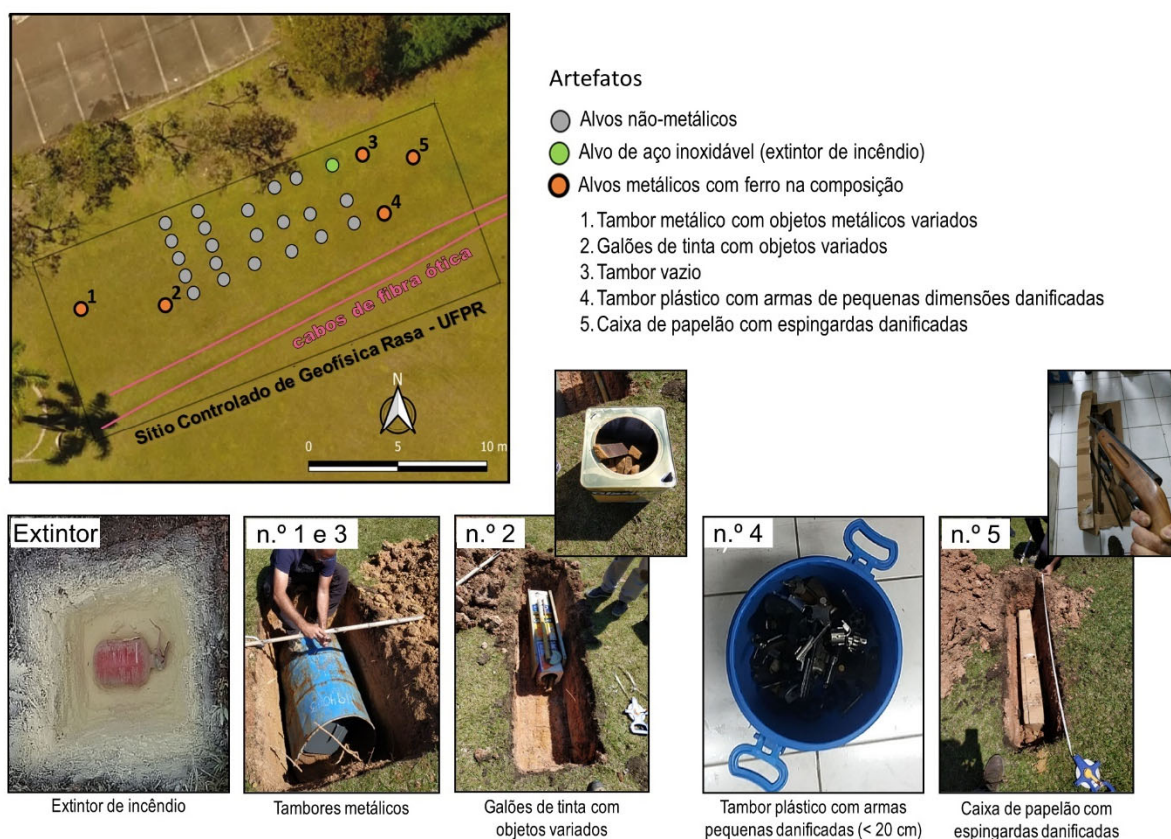 Artefatos
Alvos não-metálicos
Alvo de aço inoxidável (extintor de incêndio)
Alvos metálicos com ferro na composição
1. Tambor metálico com objetos metálicos variados
2. Galões de tinta com objetos variados
3. Tambor vazio
4. Tambor plástico com armas de pequenas dimensões danificadas
5. Caixa de papelão com espingardas danificadas
3
5
4
1
2
cabos de fibra ótica
Sítio Controlado de Geofísica Rasa - UFPR
N
0 5 10 m
Extintor
n.º 1 e 3
n.º 2
n.º 4
n.º 5
Extintor de incêndio
Tambores metálicos
Galões de tinta com
objetos variados
Tambor plástico com armas
pequenas danificadas (< 20 cm)
Caixa de papelão com
espingardas danificadas